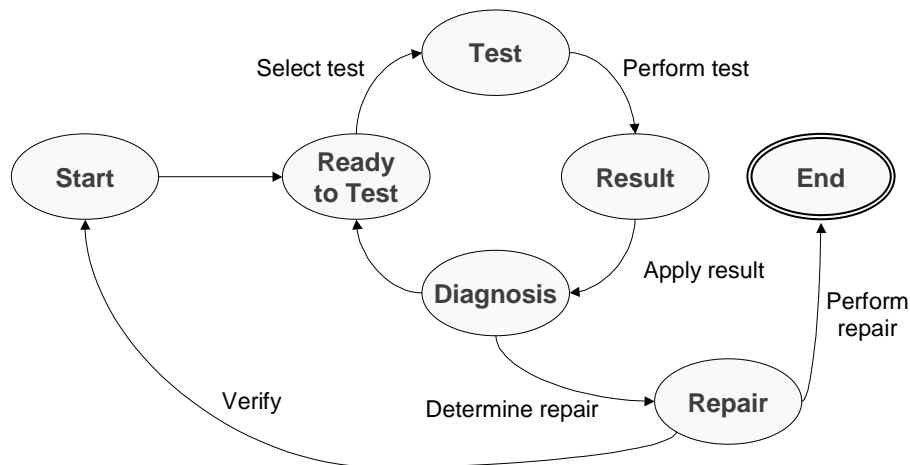 Test
Select test
Perform test
Start
Ready
to Test
Result
End
Apply result
Diagnosis
Perform
repair
Verify
Determine repair
Repair